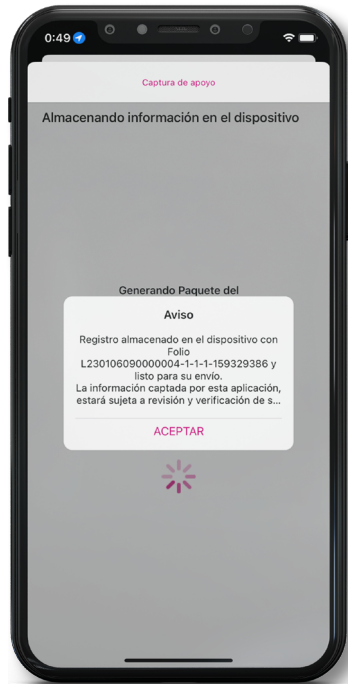 0:49
Captura de apoyo
Almacenando información en el dispositivo
Generando Paquete del
Aviso
Registro almacenado en el dispositivo con
Folio
L230106090000004-1-1-1-159329386 y
listo para su envío.
La información captada por esta aplicación,
estará sujeta a revisión y verificación de s...
ACEPTAR